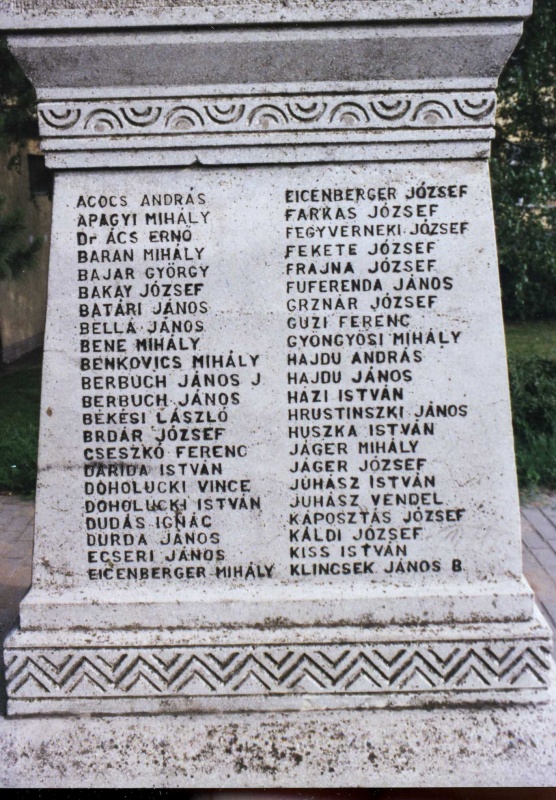 AGÓCS ANDRÁS
APAGYI MIHÁLY
Dr ÁCS ERNŐ
BARAN MIHÁLY
BAJAR GYÖRGY
BAKAY JÓZSEF
BATÁRI JÁNOS
BELLA JÁNOS
BENE MIHÁLY
BENKOVICS MIHÁLY
BERBUCH JÁNOS J
BERBUCH JÁNOS
BÉKÉSI LÁSZLÓ
BRDÁR JÓZSEF
CSESZKÓ FERENC
DARIDA ISTVÁN
DOHOLUCKI VINCE
DOHOLUCKI ISTVÁN
DUDÁS IGNÁC
DURDA JÁNOS
ECSERI JÁNOS
EICENBERGER MIHÁLY
EICENBERGER JÓZSEF
FARKAS JÓZSEF
FEGYVERNEKI JÓZSEF
FEKETE JÓZSEF
FRAJNA JÓZSEF
FUFERENDA JÁNOS
GRZNÁR JÓZSEF
GUZI FERENC
GYÖNGYÖSI MIHÁLY
HAJDU ANDRÁS
HAJDU JÁNOS
HÁZI ISTVÁN
HRUSTINSZKI JÁNOS
HUSZKA ISTVÁN
JÁGER MIHÁLY
JÁGER JÓZSEF
JUHÁSZ ISTVÁN
JUHÁSZ VENDEL
KÁPOSZTÁS JÓZSEF
KÁLDI JÓZSEF
KISS ISTVÁN
KLINCSEK JÁNOS B.